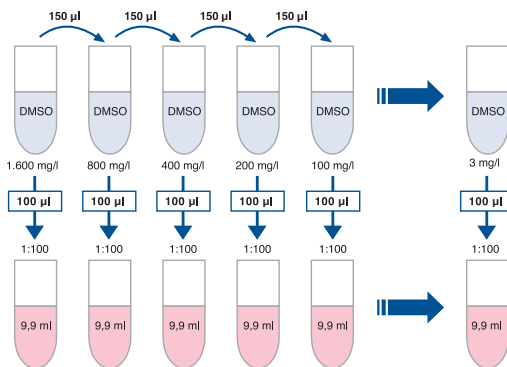 150 µl 150 µl 150 µl 150 µl
DMSO DMSO DMSO DMSO DMSO DMSO
1.600 mg/l 800 mg/l 400 mg/l 200 mg/l 100 mg/l 3 mg/l
100 µl 100 µl 100 µl 100 µl 100 µl 100 µl
1:100 1:100 1:100 1:100 1:100 1:100
9,9 ml 9,9 ml 9,9 ml 9,9 ml 9,9 ml 9,9 ml